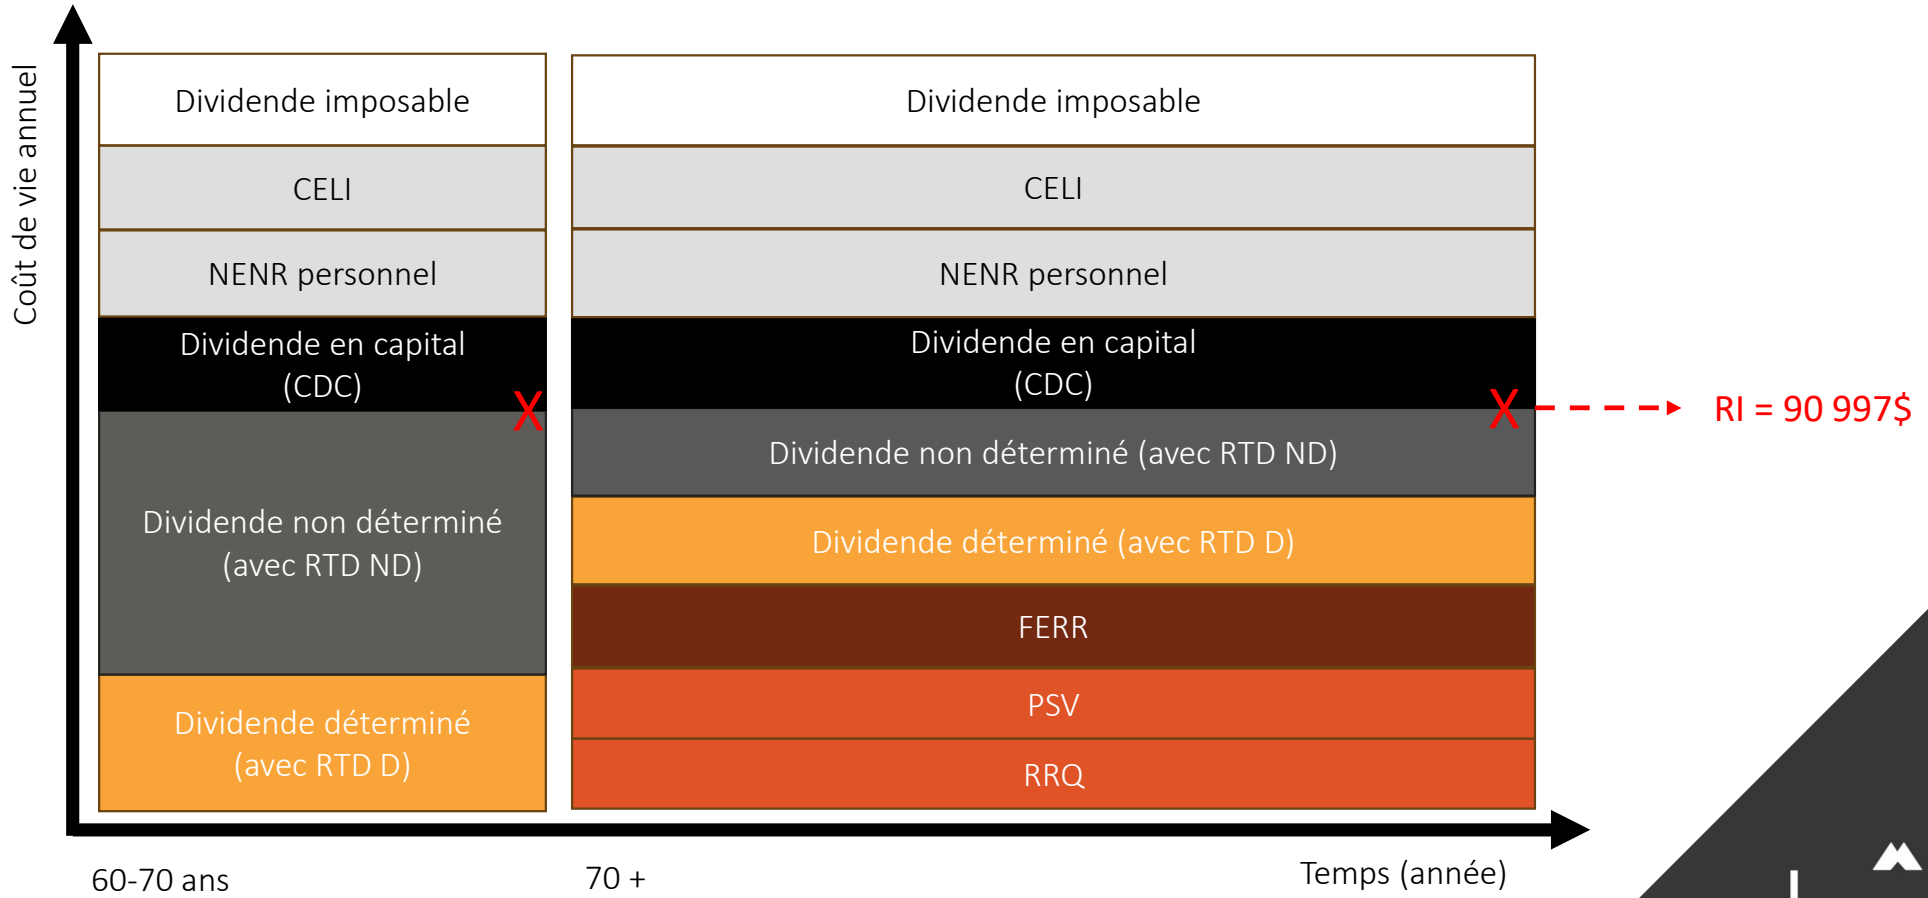 Coût de vie annuel
Dividende imposable
CELI
NENR personnel
Dividende en capital
(CDC)
X
Dividende non déterminé
(avec RTD ND)
Dividende déterminé
(avec RTD D)
Dividende imposable
CELI
NENR personnel
Dividende en capital
(CDC)
X
RI = 90 997$
Dividende non déterminé (avec RTD ND)
Dividende déterminé (avec RTD D)
FERR
PSV
RRQ
60-70 ans
70 +
Temps (année)